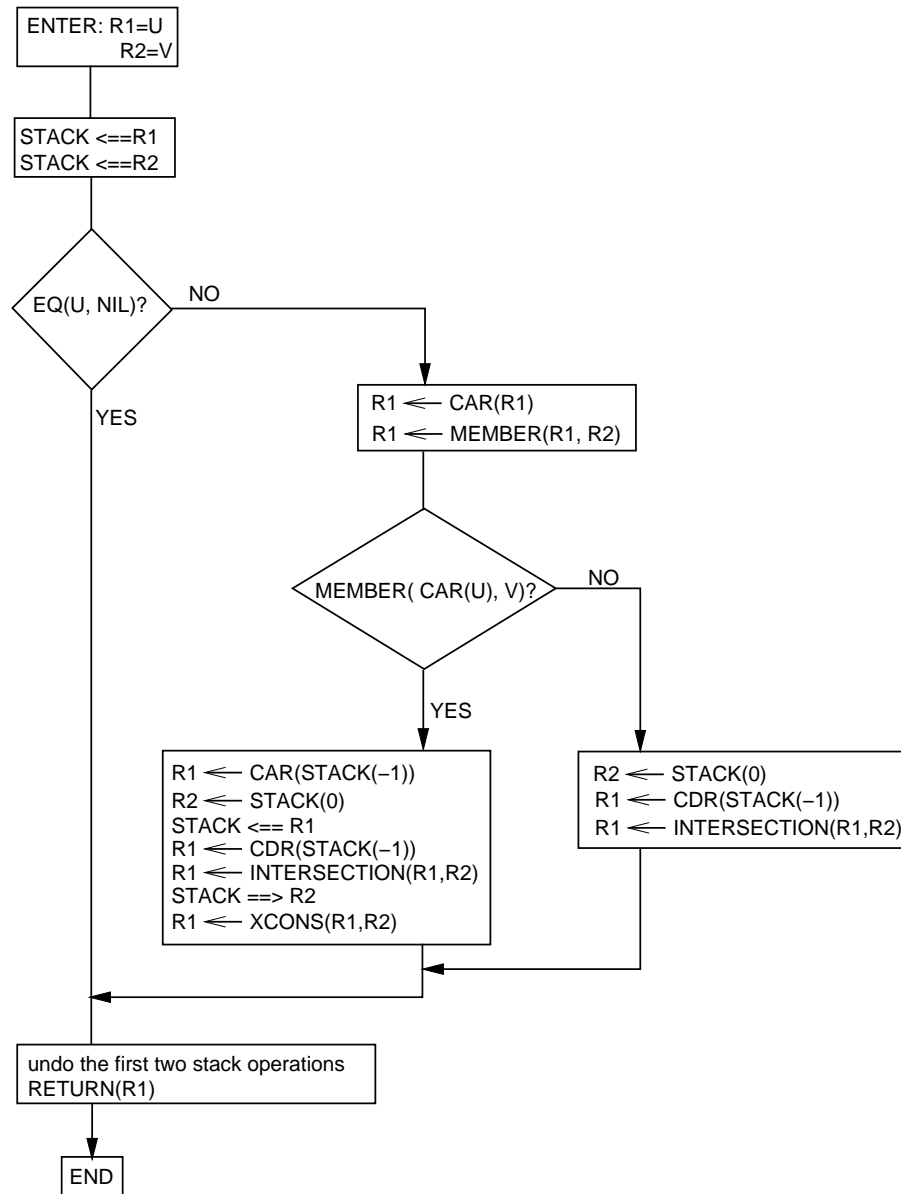 ENTER: R1=U
R2=V
STACK <==R1
STACK <==R2
EQ(U, NIL)?
NO
YES
R1 ← CAR(R1)
R1 ← MEMBER(R1, R2)
MEMBER( CAR(U), V)?
NO
YES
R1 ← CAR(STACK(−1))
R2 ← STACK(0)
STACK <== R1
R1 ← CDR(STACK(−1))
R1 ← INTERSECTION(R1,R2)
STACK ==> R2
R1 ← XCONS(R1,R2)
R2 ← STACK(0)
R1 ← CDR(STACK(−1))
R1 ← INTERSECTION(R1,R2)
undo the first two stack operations
RETURN(R1)
END